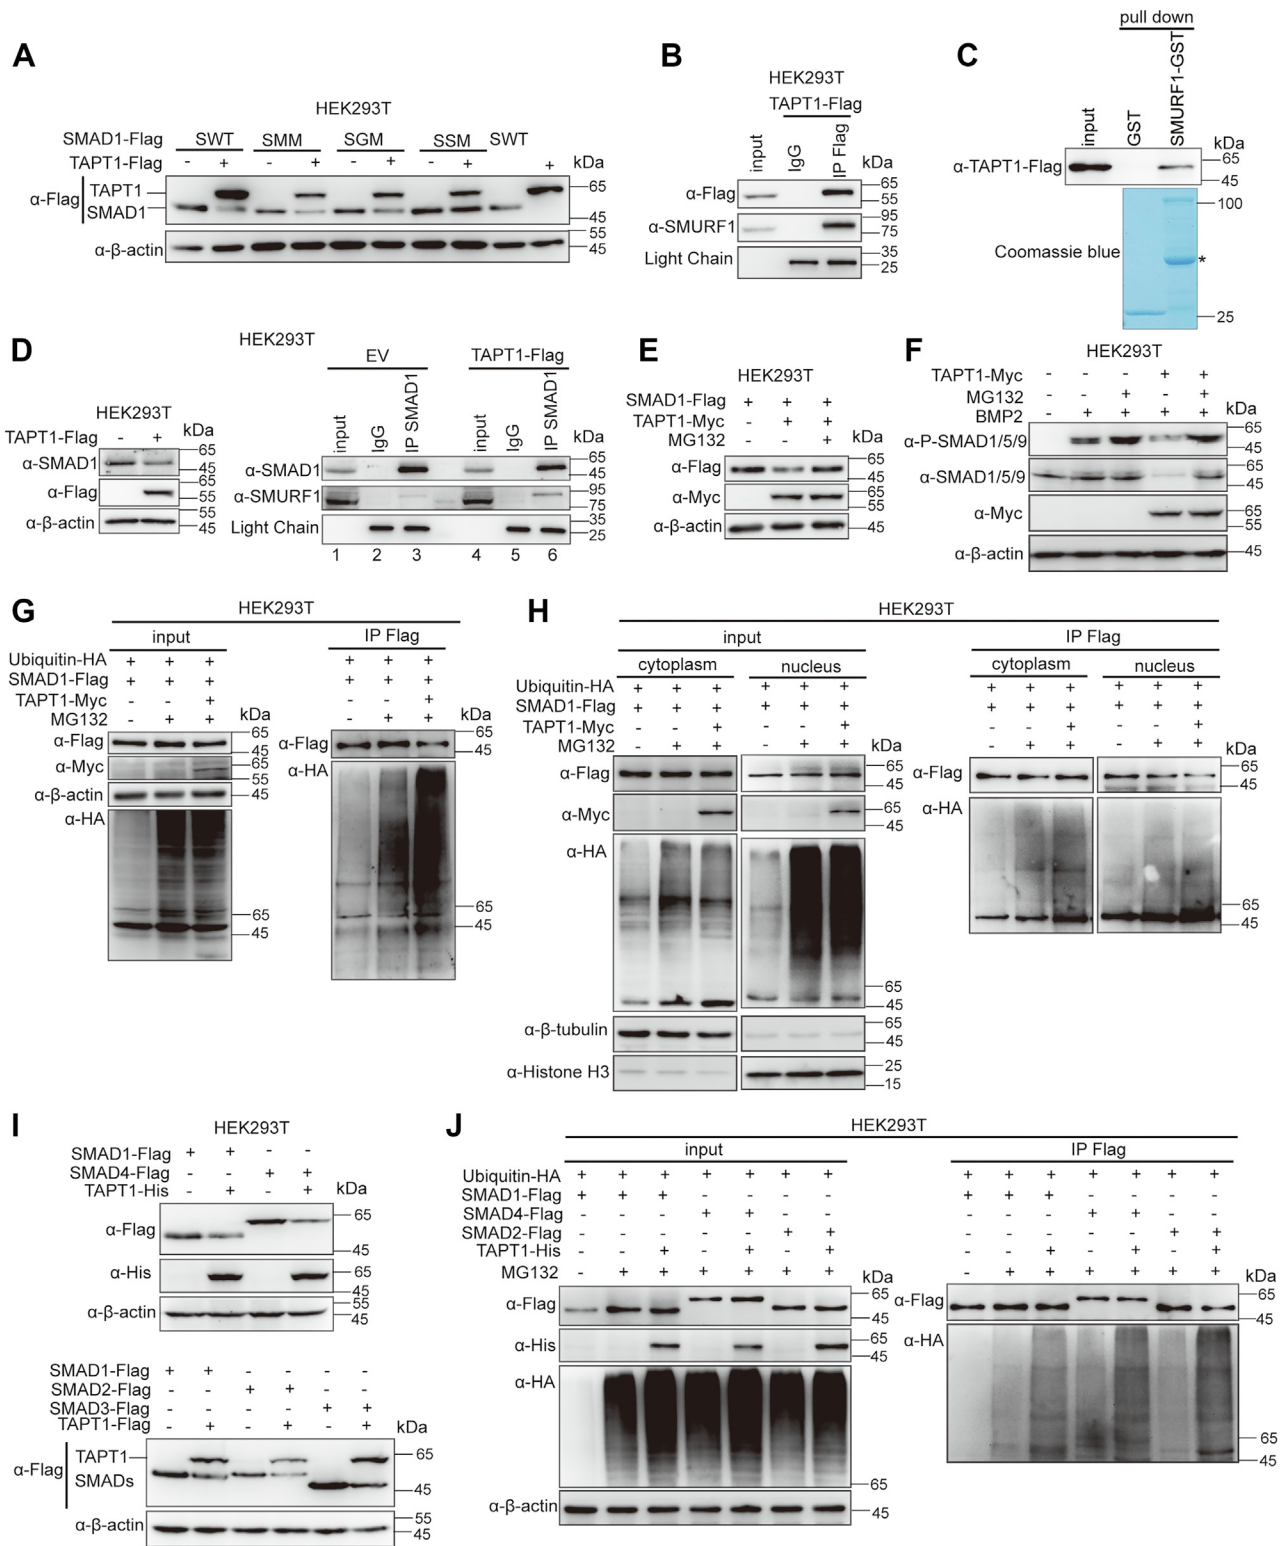 A
HEK293T
SMAD1-Flag SWT SMM SGM SSM SWT
TAPT1-Flag - + - + - + - + - + kDa
α-Flag TAPT1 65
SMAD1 45
α-β-actin 55
45
B
HEK293T
TAPT1-Flag
input IgG IP Flag kDa
α-Flag 65
55
α-SMURF1 95
75
Light Chain 35
25
C
pull down
input GST SMURF1-GST kDa
α-TAPT1-Flag 65
45
100
Coomassie blue *
25
D
HEK293T
TAPT1-Flag - + kDa
α-SMAD1 65
45
α-Flag 65
55
α-β-actin 55
45
HEK293T
EV TAPT1-Flag
input IgG IP SMAD1 input IgG IP SMAD1 kDa
α-SMAD1 65
45
α-SMURF1 95
75
Light Chain 35
25
1 2 3 4 5 6
E
HEK293T
SMAD1-Flag + + +
TAPT1-Myc - + +
MG132 - - + kDa
α-Flag 65
45
α-Myc 65
55
α-β-actin 45
F
HEK293T
TAPT1-Myc - - - + +
MG132 - - + - +
BMP2 - + + + + kDa
α-P-SMAD1/5/9 65
45
α-SMAD1/5/9 65
45
α-Myc 65
55
α-β-actin 45
G
HEK293T
input IP Flag
Ubiquitin-HA + + + + + +
SMAD1-Flag + + + + + +
TAPT1-Myc - - + - - +
MG132 - + + - + +
kDa kDa
α-Flag 65 α-Flag 65
45 45
α-Myc 65 α-HA
55
α-β-actin 45
α-HA
65 65
45 45
H
HEK293T
input IP Flag
cytoplasm nucleus cytoplasm nucleus
Ubiquitin-HA + + + + + + + + + + + +
SMAD1-Flag + + + + + + + + + + + +
TAPT1-Myc - - + - - + - - + - - +
MG132 - + + - + + kDa - + + - + + kDa
α-Flag 65 α-Flag 65
45 45
α-Myc 65 α-HA
45
α-HA
65 65
45 45
α-β-tubulin 65
45
α-Histone H3 25
15
I
HEK293T
SMAD1-Flag + + - -
SMAD4-Flag - - + +
TAPT1-His - + - + kDa
α-Flag 65
45
α-His 65
45
α-β-actin 55
45
SMAD1-Flag + + - - - -
SMAD2-Flag - - + + - -
SMAD3-Flag - - - - + +
TAPT1-Flag - + - + - + kDa
α-Flag TAPT1 65
SMADs 45
α-β-actin 55
45
J
HEK293T
input IP Flag
Ubiquitin-HA + + + + + + + + + + + + + +
SMAD1-Flag + + + - - - - + + + - - - -
SMAD4-Flag - - - + + - - - - - + + - -
SMAD2-Flag - - - - - + + - - - - - + +
TAPT1-His - - + - + - + - - + - + - +
MG132 - + + + + + + - + + + + + +
kDa kDa
α-Flag 65 α-Flag 65
45 45
α-His 65 α-HA
45
α-HA
65 65
45
α-β-actin 45